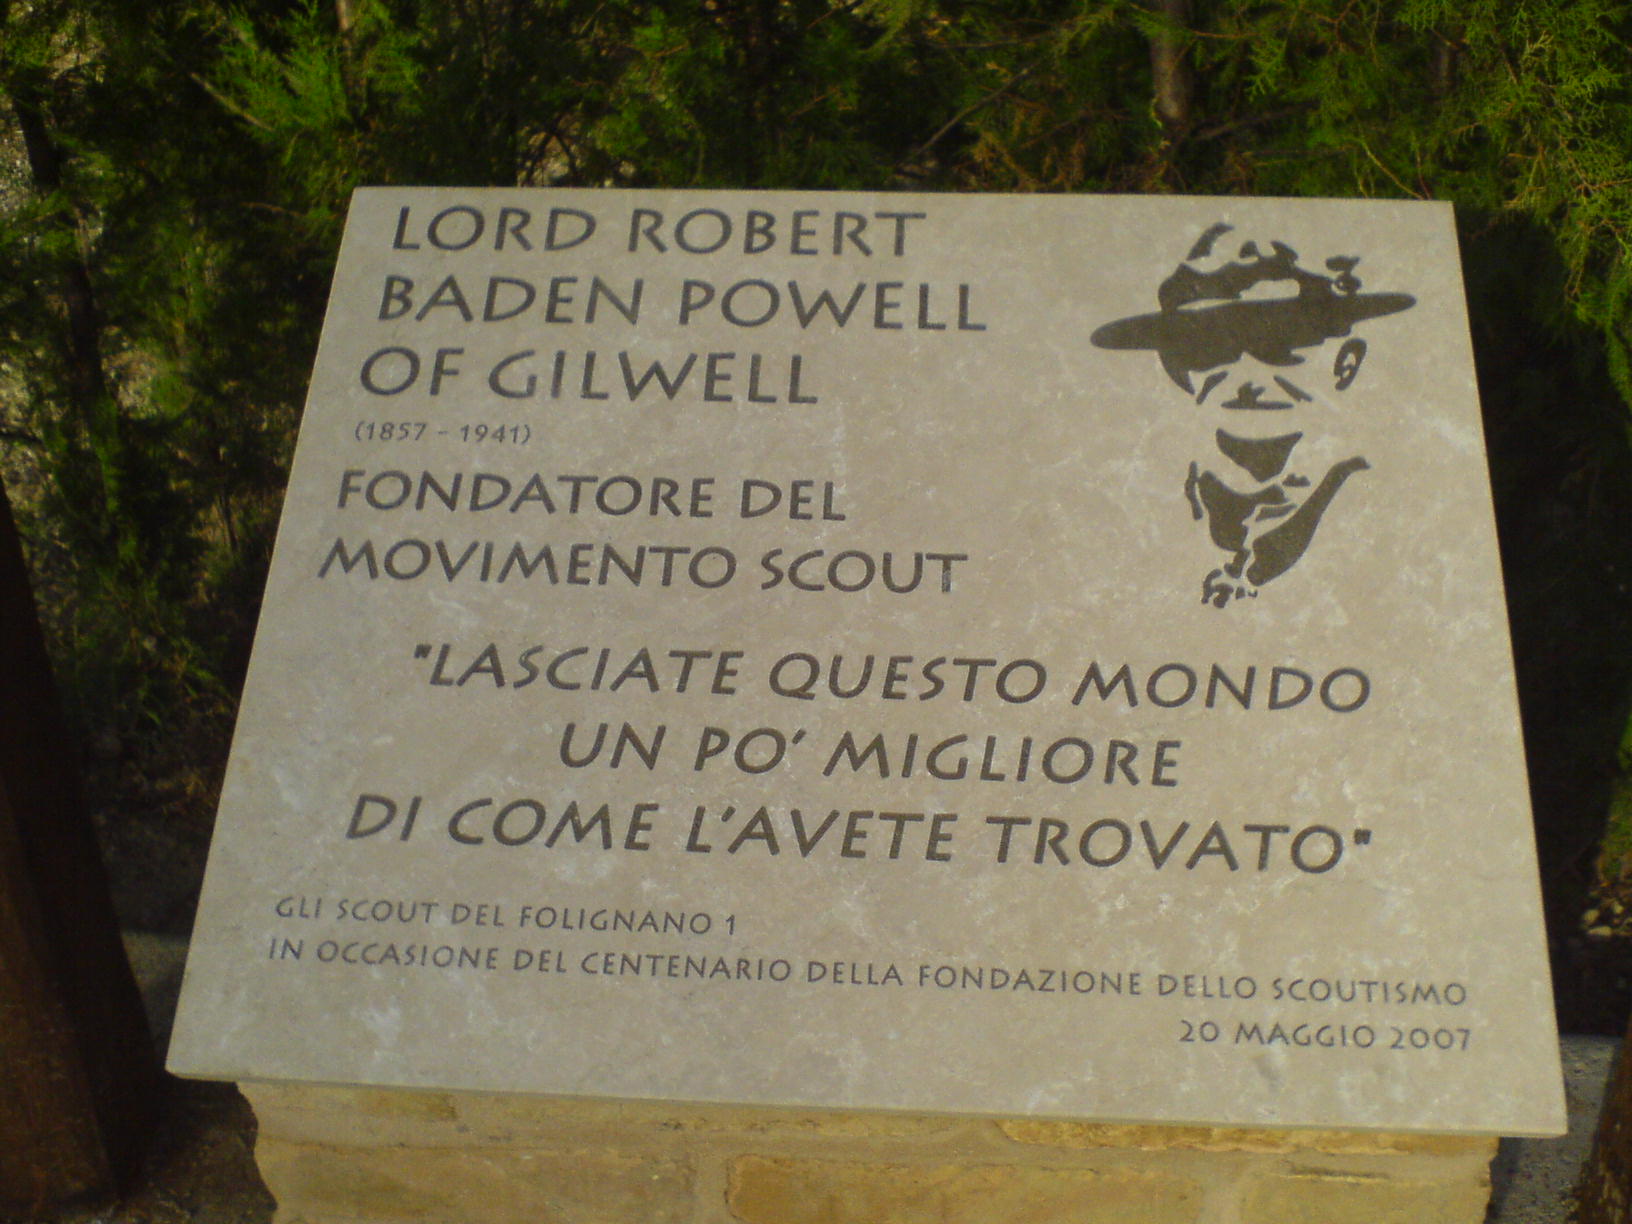 LORD ROBERT
BADEN POWELL
OF GILWELL
(1857 - 1941)
FONDATORE DEL
MOVIMENTO SCOUT
"LASCIATE QUESTO MONDO
UN PO' MIGLIORE
DI COME L'AVETE TROVATO"
GLI SCOUT DEL FOLIGNANO 1
IN OCCASIONE DEL CENTENARIO DELLA FONDAZIONE DELLO SCOUTISMO
20 MAGGIO 2007